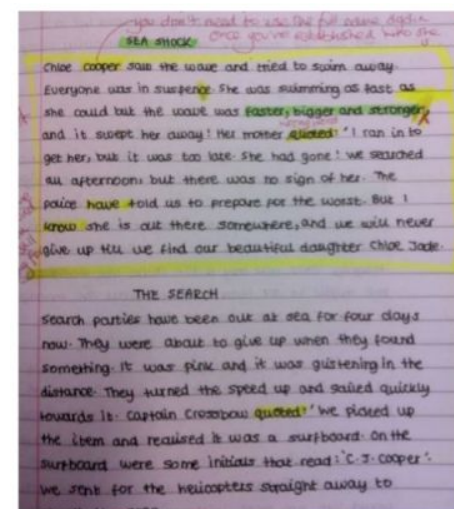 you don't need to use the full name again
once you've established who she
SEA SHOCK
Chloe cooper saw the wave and tried to swim away.
Everyone was in suspence. She was swimming as fast as
she could but the wave was faster, bigger and stronger,
and it swept her away! Her mother quoted: "I ran in to
get her, but it was too late. She had gone! We searched
all afternoon, but there was no sign of her. The
police have told us to prepare for the worst. But I
know she is out there somewhere, and we will never
give up till we find our beautiful daughter Chloe Jade.
THE SEARCH
Search parties have been out at sea for four days
now. They were about to give up when they found
something. It was pink and it was glistening in the
distance. They turned the speed up and sailed quickly
towards it. Captain Crossbow quoted: 'We picked up
the item and realised it was a surfboard. On the
surfboard were some initials that read: 'C.J. Cooper'.
We sent for the helicopters straight away to